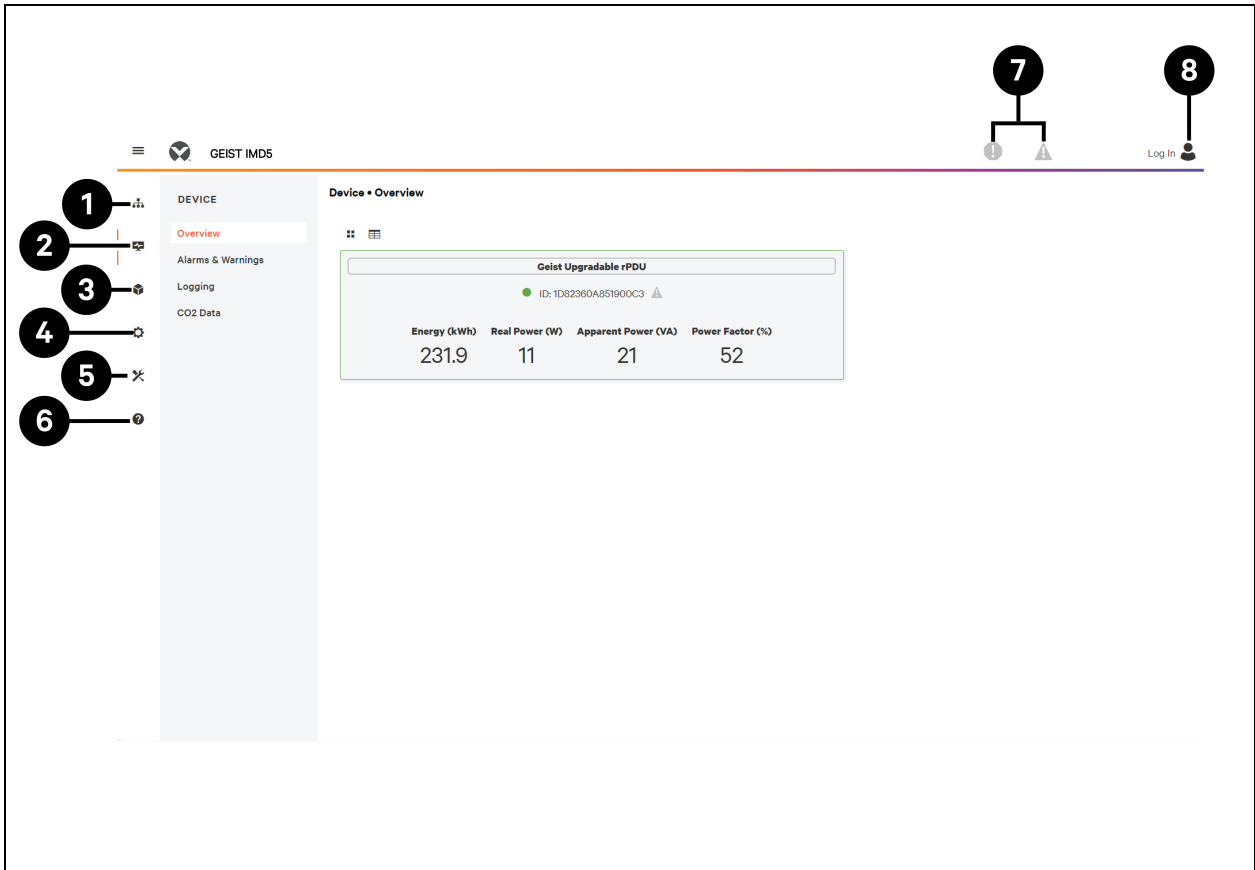 7
8
GEIST IMD5
Log In
1
DEVICE
Device • Overview
2
Overview
Alarms & Warnings
Geist Upgradable rPDU
3
Logging
ID: 1D82360A851900C3
CO2 Data
4
Energy (kWh) Real Power (W) Apparent Power (VA) Power Factor (%)
231.9 11 21 52
5
6